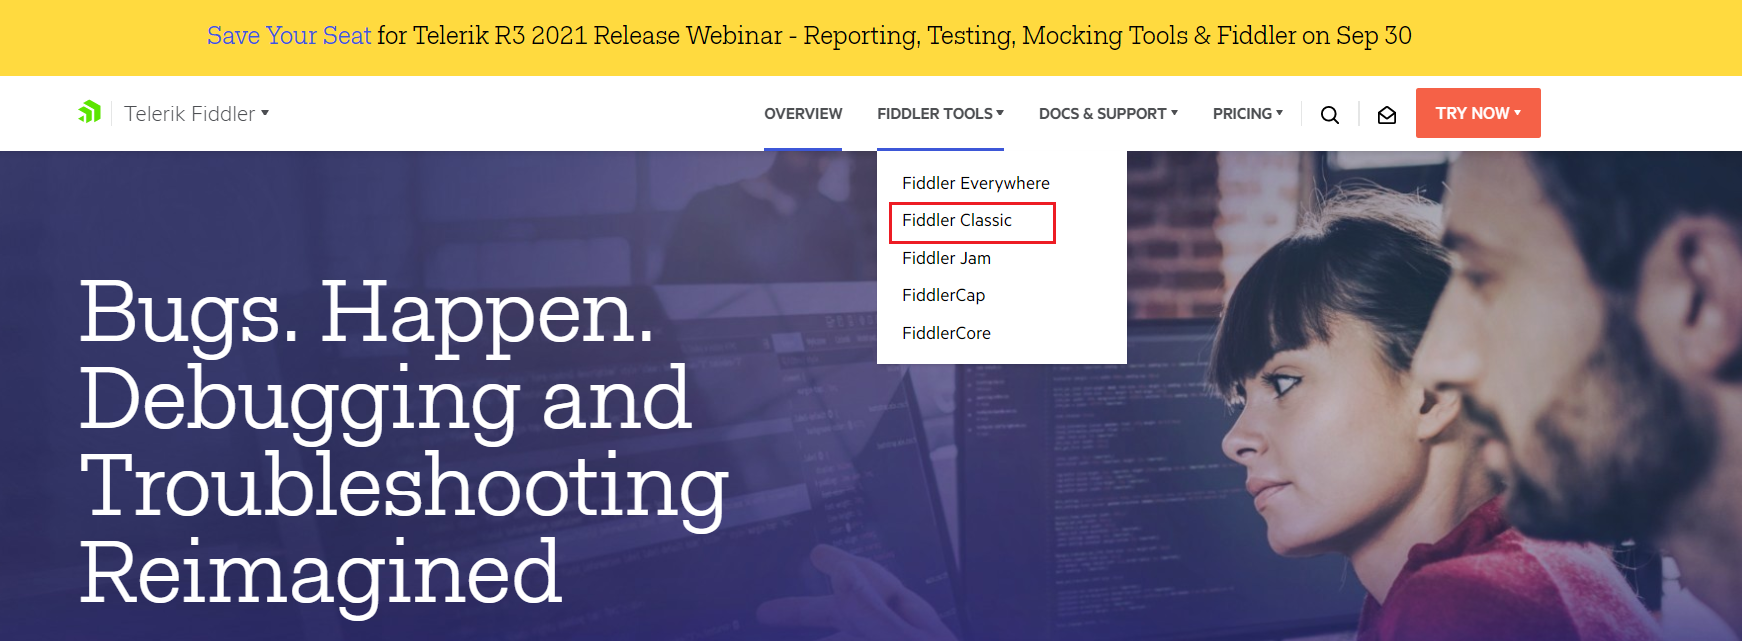 Save Your Seat for Telerik R3 2021 Release Webinar - Reporting, Testing, Mocking Tools & Fiddler on Sep 30
Telerik Fiddler
OVERVIEW
FIDDLER TOOLS
DOCS & SUPPORT
PRICING
TRY NOW
Fiddler Everywhere
Fiddler Classic
Fiddler Jam
FiddlerCap
FiddlerCore
Bugs. Happen.
Debugging and
Troubleshooting
Reimagined